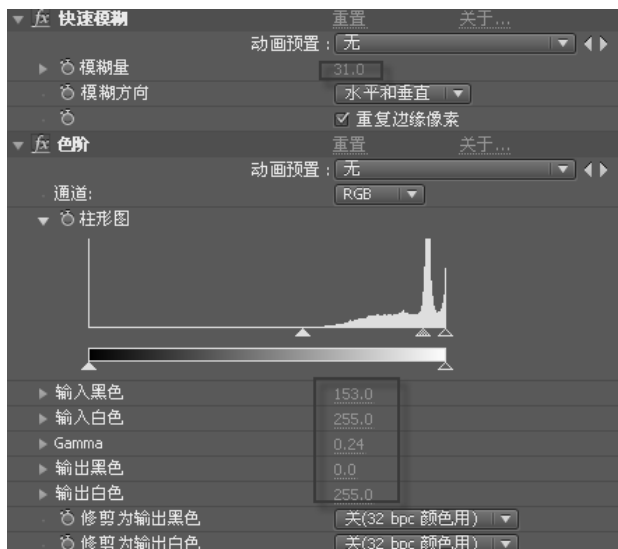 fx 快速模糊 重置 关于...
动画预置：无
模糊量 31.0
模糊方向 水平和垂直
重复边缘像素
fx 色阶 重置 关于...
动画预置：无
通道: RGB
柱形图
输入黑色 153.0
输入白色 255.0
Gamma 0.24
输出黑色 0.0
输出白色 255.0
修剪为输出黑色 关(32 bpc 颜色用)
修剪为输出白色 关(32 bpc 颜色用)